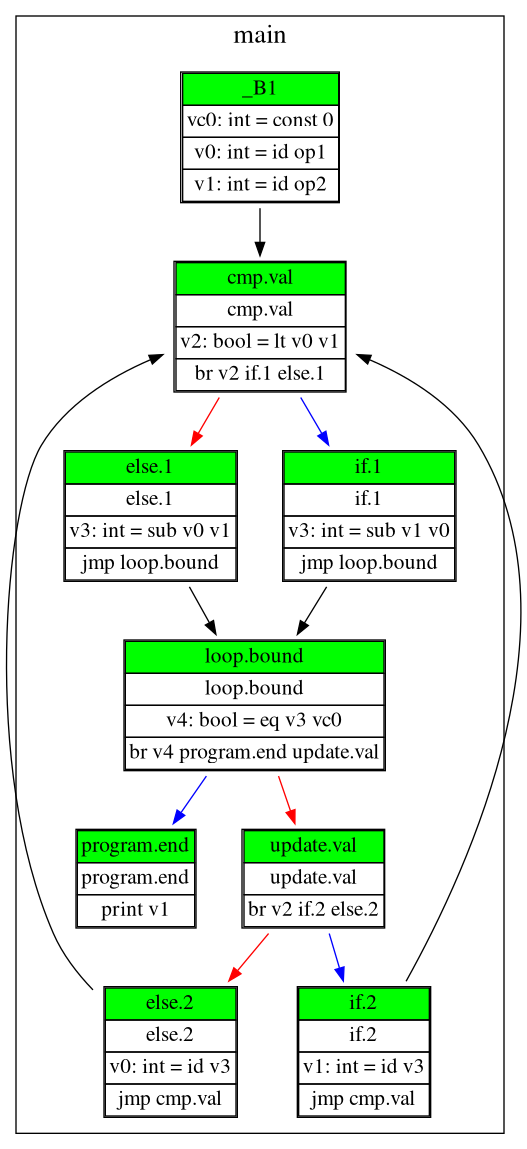 main
_B1
vc0: int = const 0
v0: int = id op1
v1: int = id op2
cmp.val
cmp.val
v2: bool = lt v0 v1
br v2 if.1 else.1
else.1
else.1
v3: int = sub v0 v1
jmp loop.bound
if.1
if.1
v3: int = sub v1 v0
jmp loop.bound
loop.bound
loop.bound
v4: bool = eq v3 vc0
br v4 program.end update.val
program.end
program.end
print v1
update.val
update.val
br v2 if.2 else.2
else.2
else.2
v0: int = id v3
jmp cmp.val
if.2
if.2
v1: int = id v3
jmp cmp.val